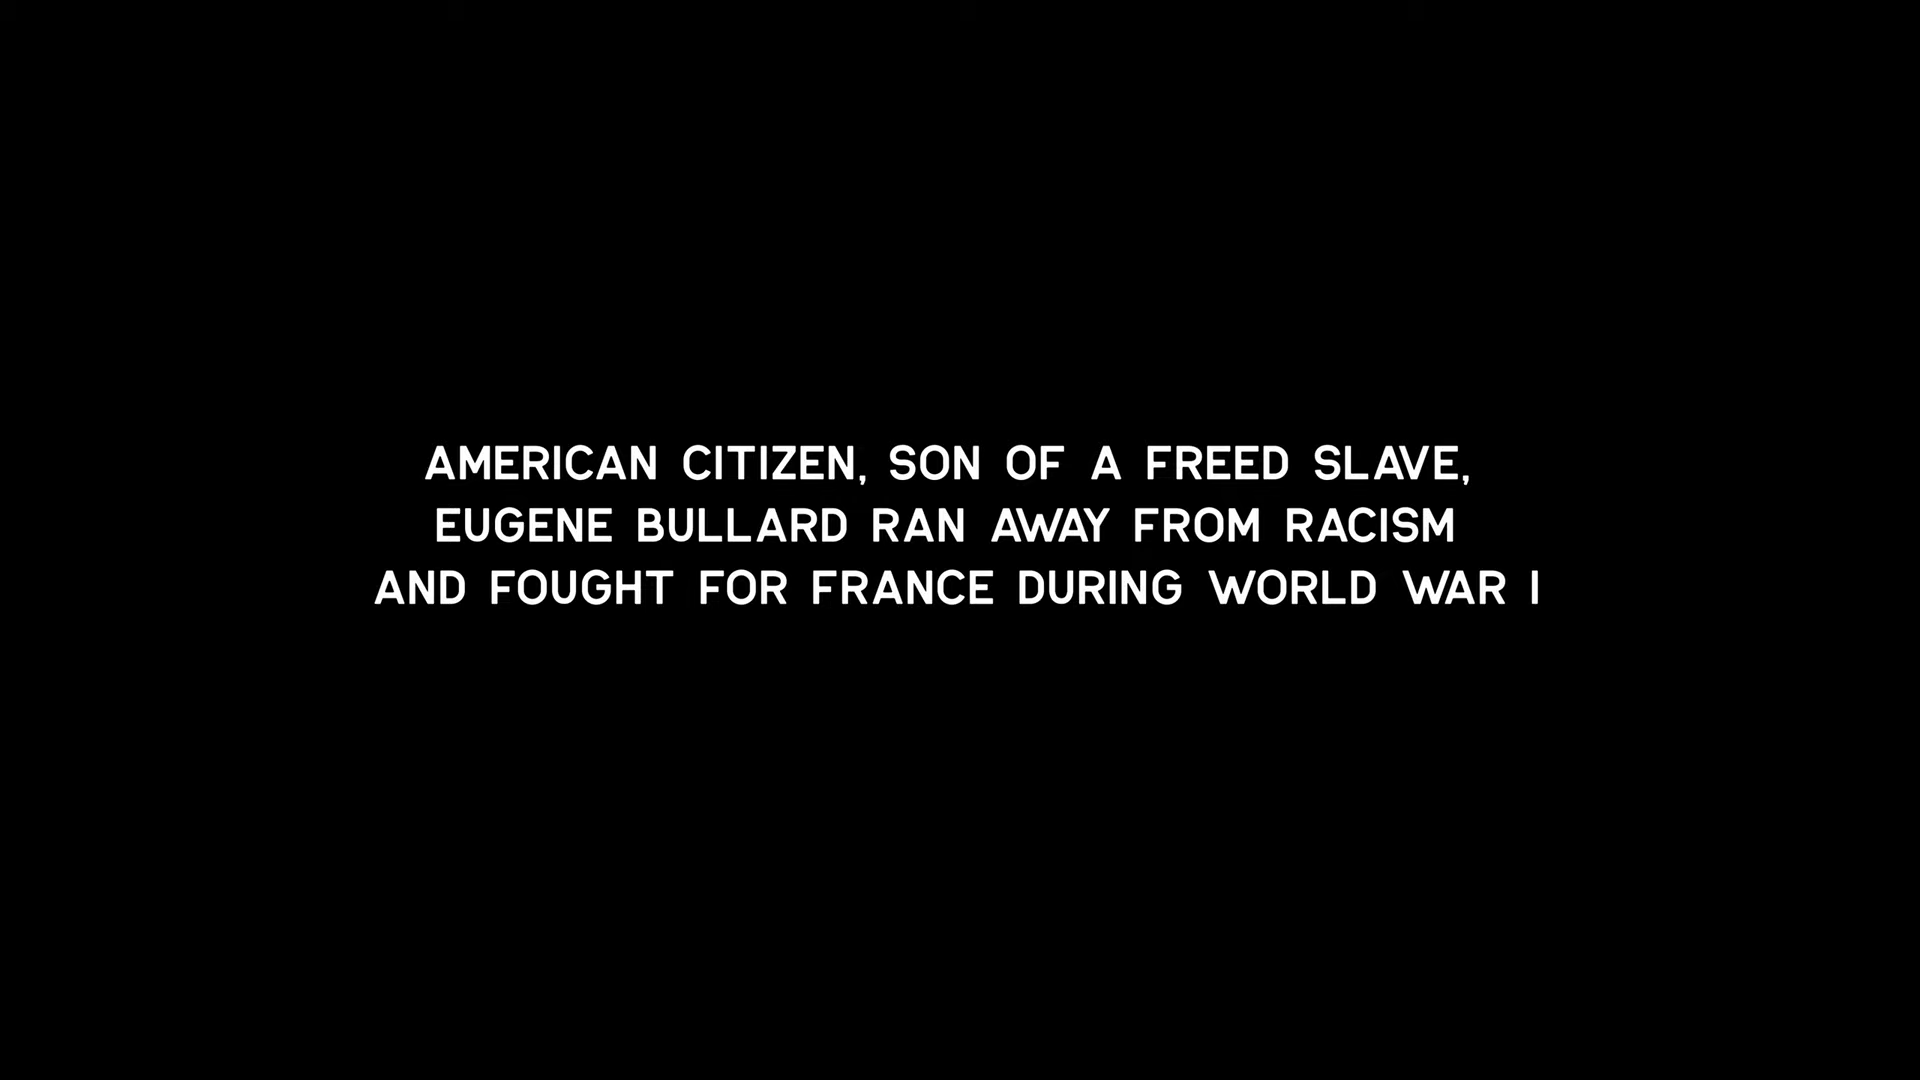 AMERICAN CITIZEN, SON OF A FREED SLAVE,
EUGENE BULLARD RAN AWAY FROM RACISM
AND FOUGHT FOR FRANCE DURING WORLD WAR I